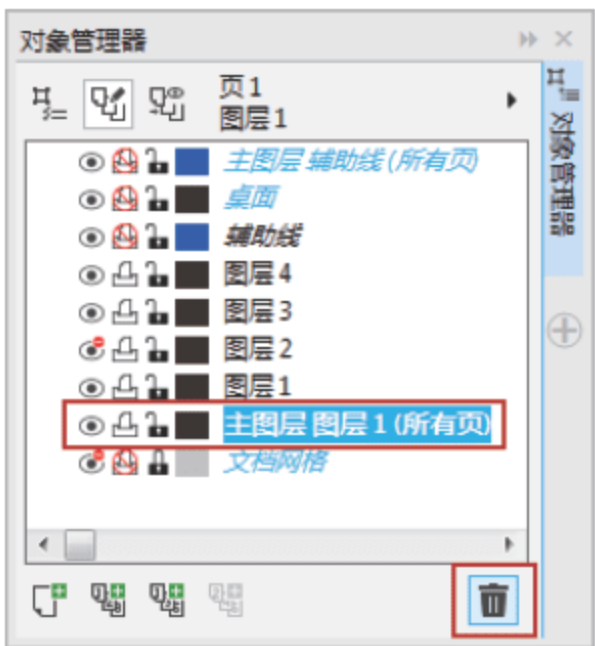 对象管理器
页1
图层1
主图层 辅助线(所有页)
桌面
辅助线
图层4
图层3
图层2
图层1
主图层 图层1(所有页)
文档网格
对象管理器